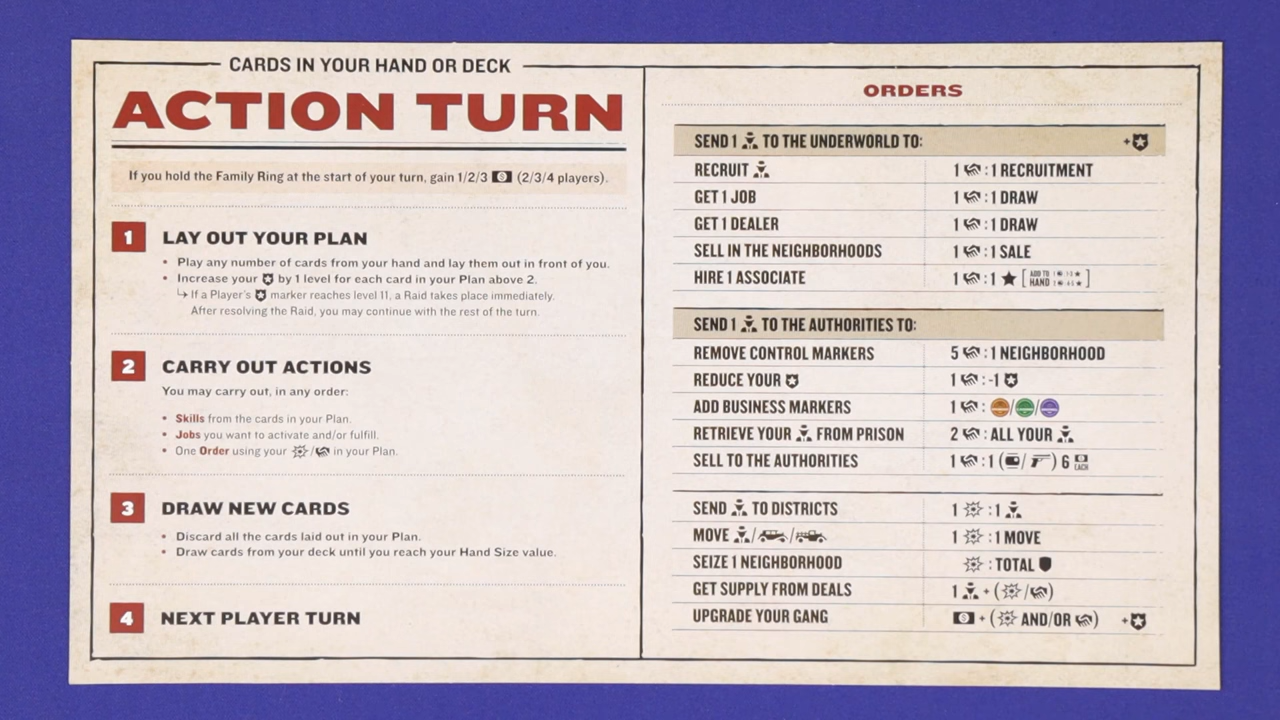 CARDS IN YOUR HAND OR DECK
ACTION TURN
If you hold the Family Ring at the start of your turn, gain 1/2/3 (2/3/4 players).
1 LAY OUT YOUR PLAN
• Play any number of cards from your hand and lay them out in front of you.
• Increase your by 1 level for each card in your Plan above 2.
↳ If a Player's marker reaches level 11, a Raid takes place immediately.
After resolving the Raid, you may continue with the rest of the turn.
2 CARRY OUT ACTIONS
You may carry out, in any order:
• Skills from the cards in your Plan.
• Jobs you want to activate and/or fulfill.
• One Order using your / in your Plan.
3 DRAW NEW CARDS
• Discard all the cards laid out in your Plan.
• Draw cards from your deck until you reach your Hand Size value.
4 NEXT PLAYER TURN
ORDERS
SEND 1 TO THE UNDERWORLD TO: +
RECRUIT 1 : 1 RECRUITMENT
GET 1 JOB 1 : 1 DRAW
GET 1 DEALER 1 : 1 DRAW
SELL IN THE NEIGHBORHOODS 1 : 1 SALE
HIRE 1 ASSOCIATE 1 : 1 ★ [ADD TO HAND]
SEND 1 TO THE AUTHORITIES TO:
REMOVE CONTROL MARKERS 5 : 1 NEIGHBORHOOD
REDUCE YOUR 1 : -1
ADD BUSINESS MARKERS 1 : / /
RETRIEVE YOUR FROM PRISON 2 : ALL YOUR
SELL TO THE AUTHORITIES 1 : 1 ( / ) 6 EACH
SEND TO DISTRICTS 1 : 1
MOVE / / 1 : 1 MOVE
SEIZE 1 NEIGHBORHOOD : TOTAL
GET SUPPLY FROM DEALS 1 + ( / )
UPGRADE YOUR GANG + ( AND/OR ) +